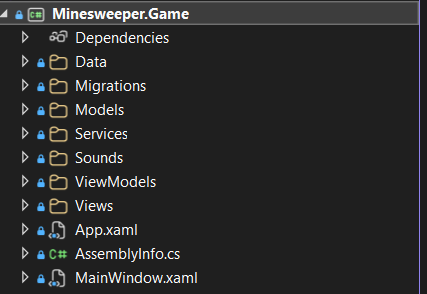 Minesweeper.Game
Dependencies
Data
Migrations
Models
Services
Sounds
ViewModels
Views
App.xaml
C# AssemblyInfo.cs
MainWindow.xaml